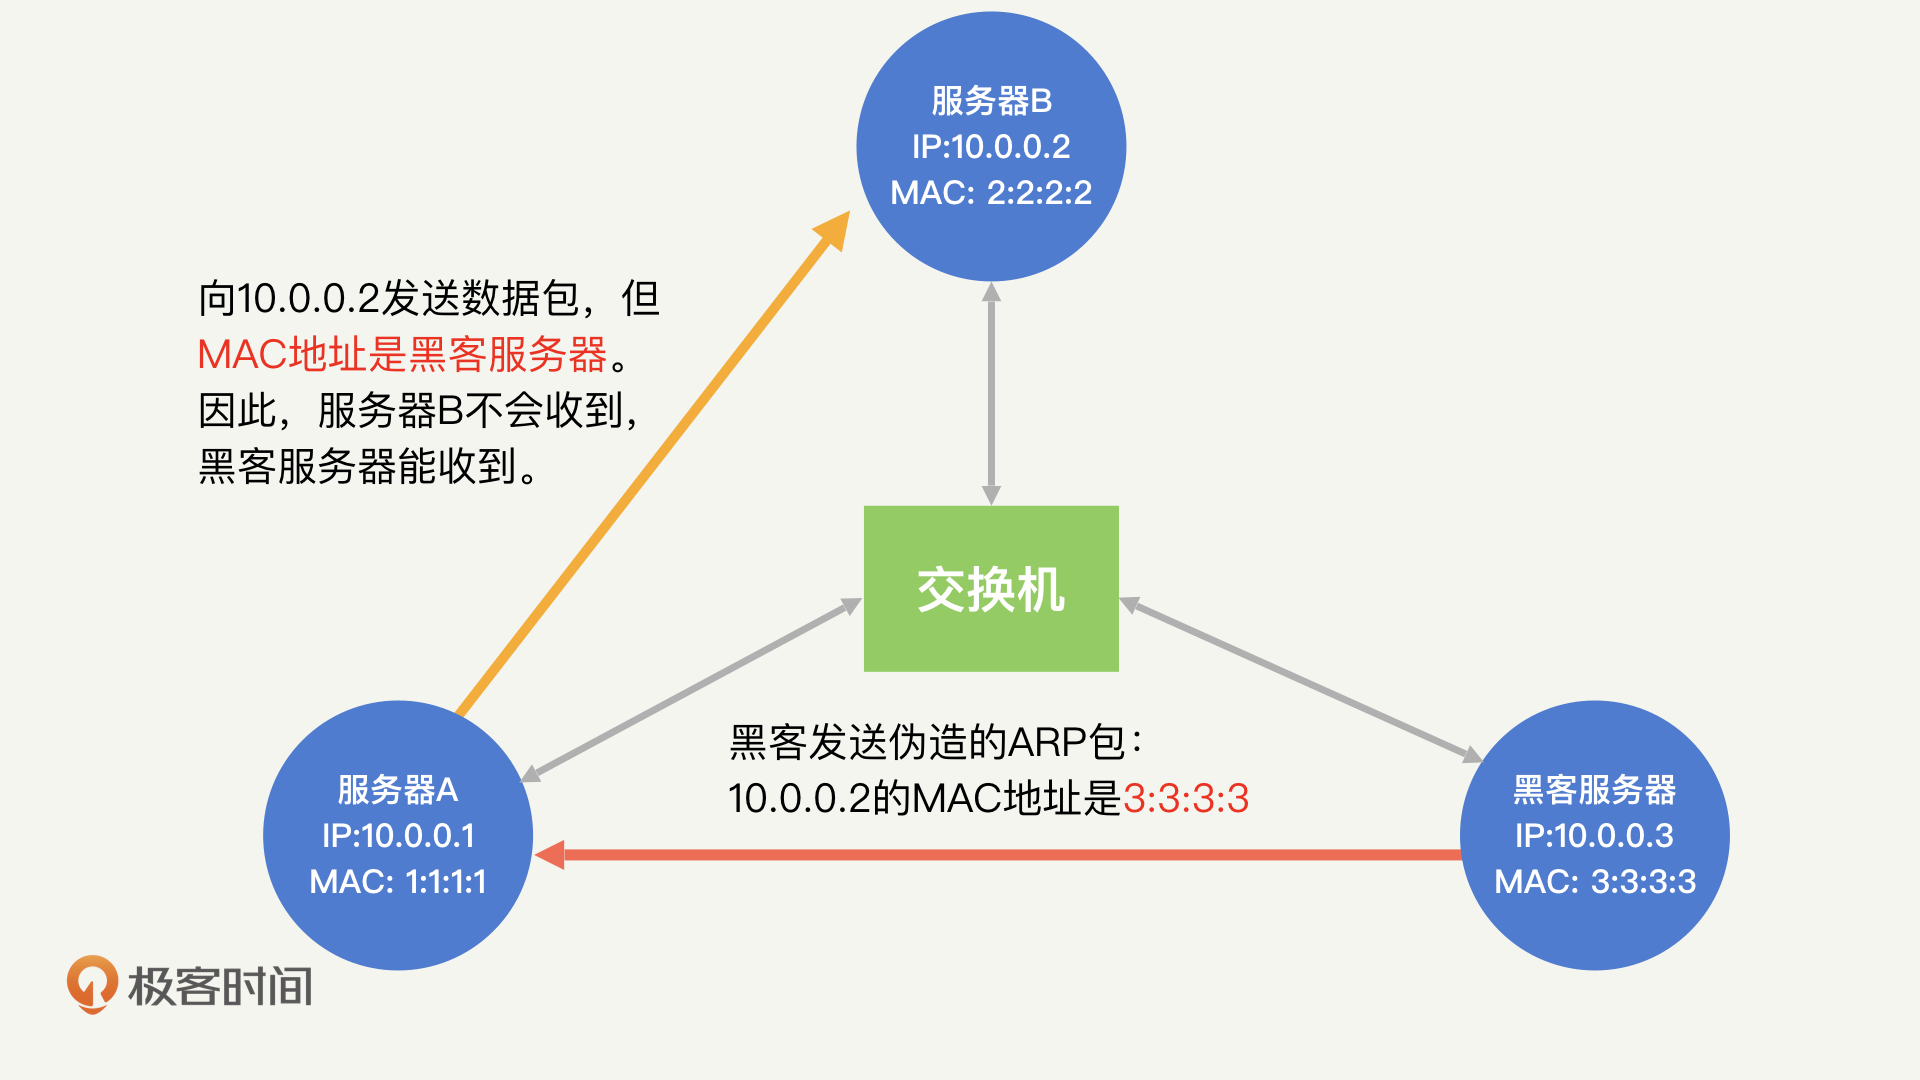 服务器B
IP:10.0.0.2
MAC: 2:2:2:2
向10.0.0.2发送数据包，但
MAC地址是黑客服务器。
因此，服务器B不会收到，
黑客服务器能收到。
交换机
黑客发送伪造的ARP包：
10.0.0.2的MAC地址是3:3:3:3
服务器A
IP:10.0.0.1
MAC: 1:1:1:1
黑客服务器
IP:10.0.0.3
MAC: 3:3:3:3
极客时间